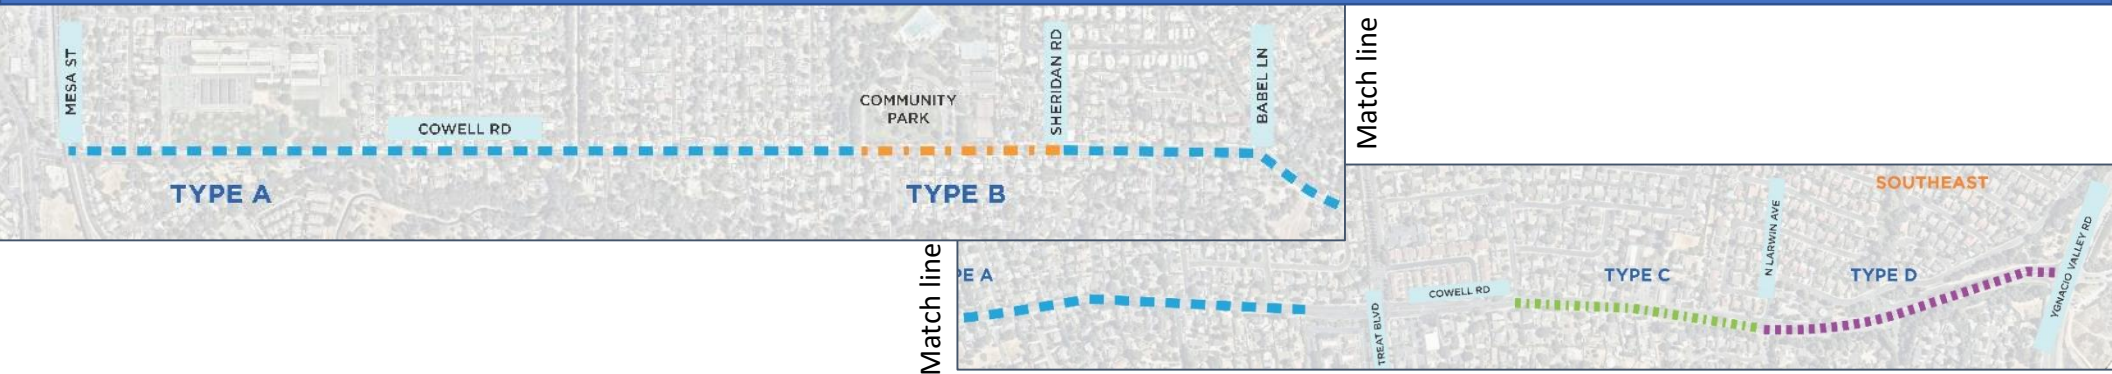 MESA ST
COWELL RD
COMMUNITY
PARK
SHERIDAN RD
BABEL LN
TYPE A
TYPE B
Match line
Match line
PE A
TREAT BLVD
COWELL RD
TYPE C
N LARWIN AVE
TYPE D
SOUTHEAST
YGNACIO VALLEY RD